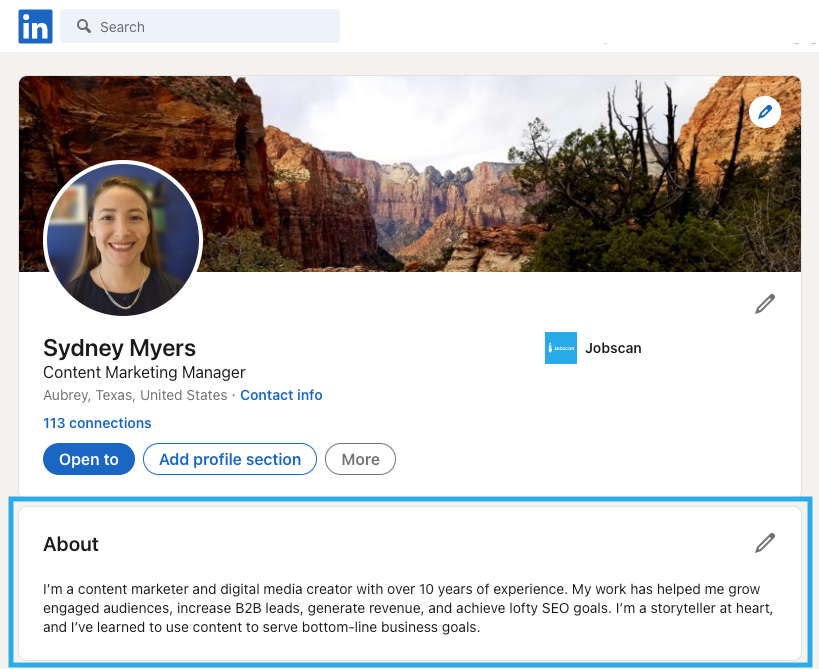 in
Search
Sydney Myers
Content Marketing Manager
Aubrey, Texas, United States · Contact info
113 connections
Open to
Add profile section
More
Jobscan
Jobscan
About
I’m a content marketer and digital media creator with over 10 years of experience. My work has helped me grow
engaged audiences, increase B2B leads, generate revenue, and achieve lofty SEO goals. I’m a storyteller at heart,
and I’ve learned to use content to serve bottom-line business goals.